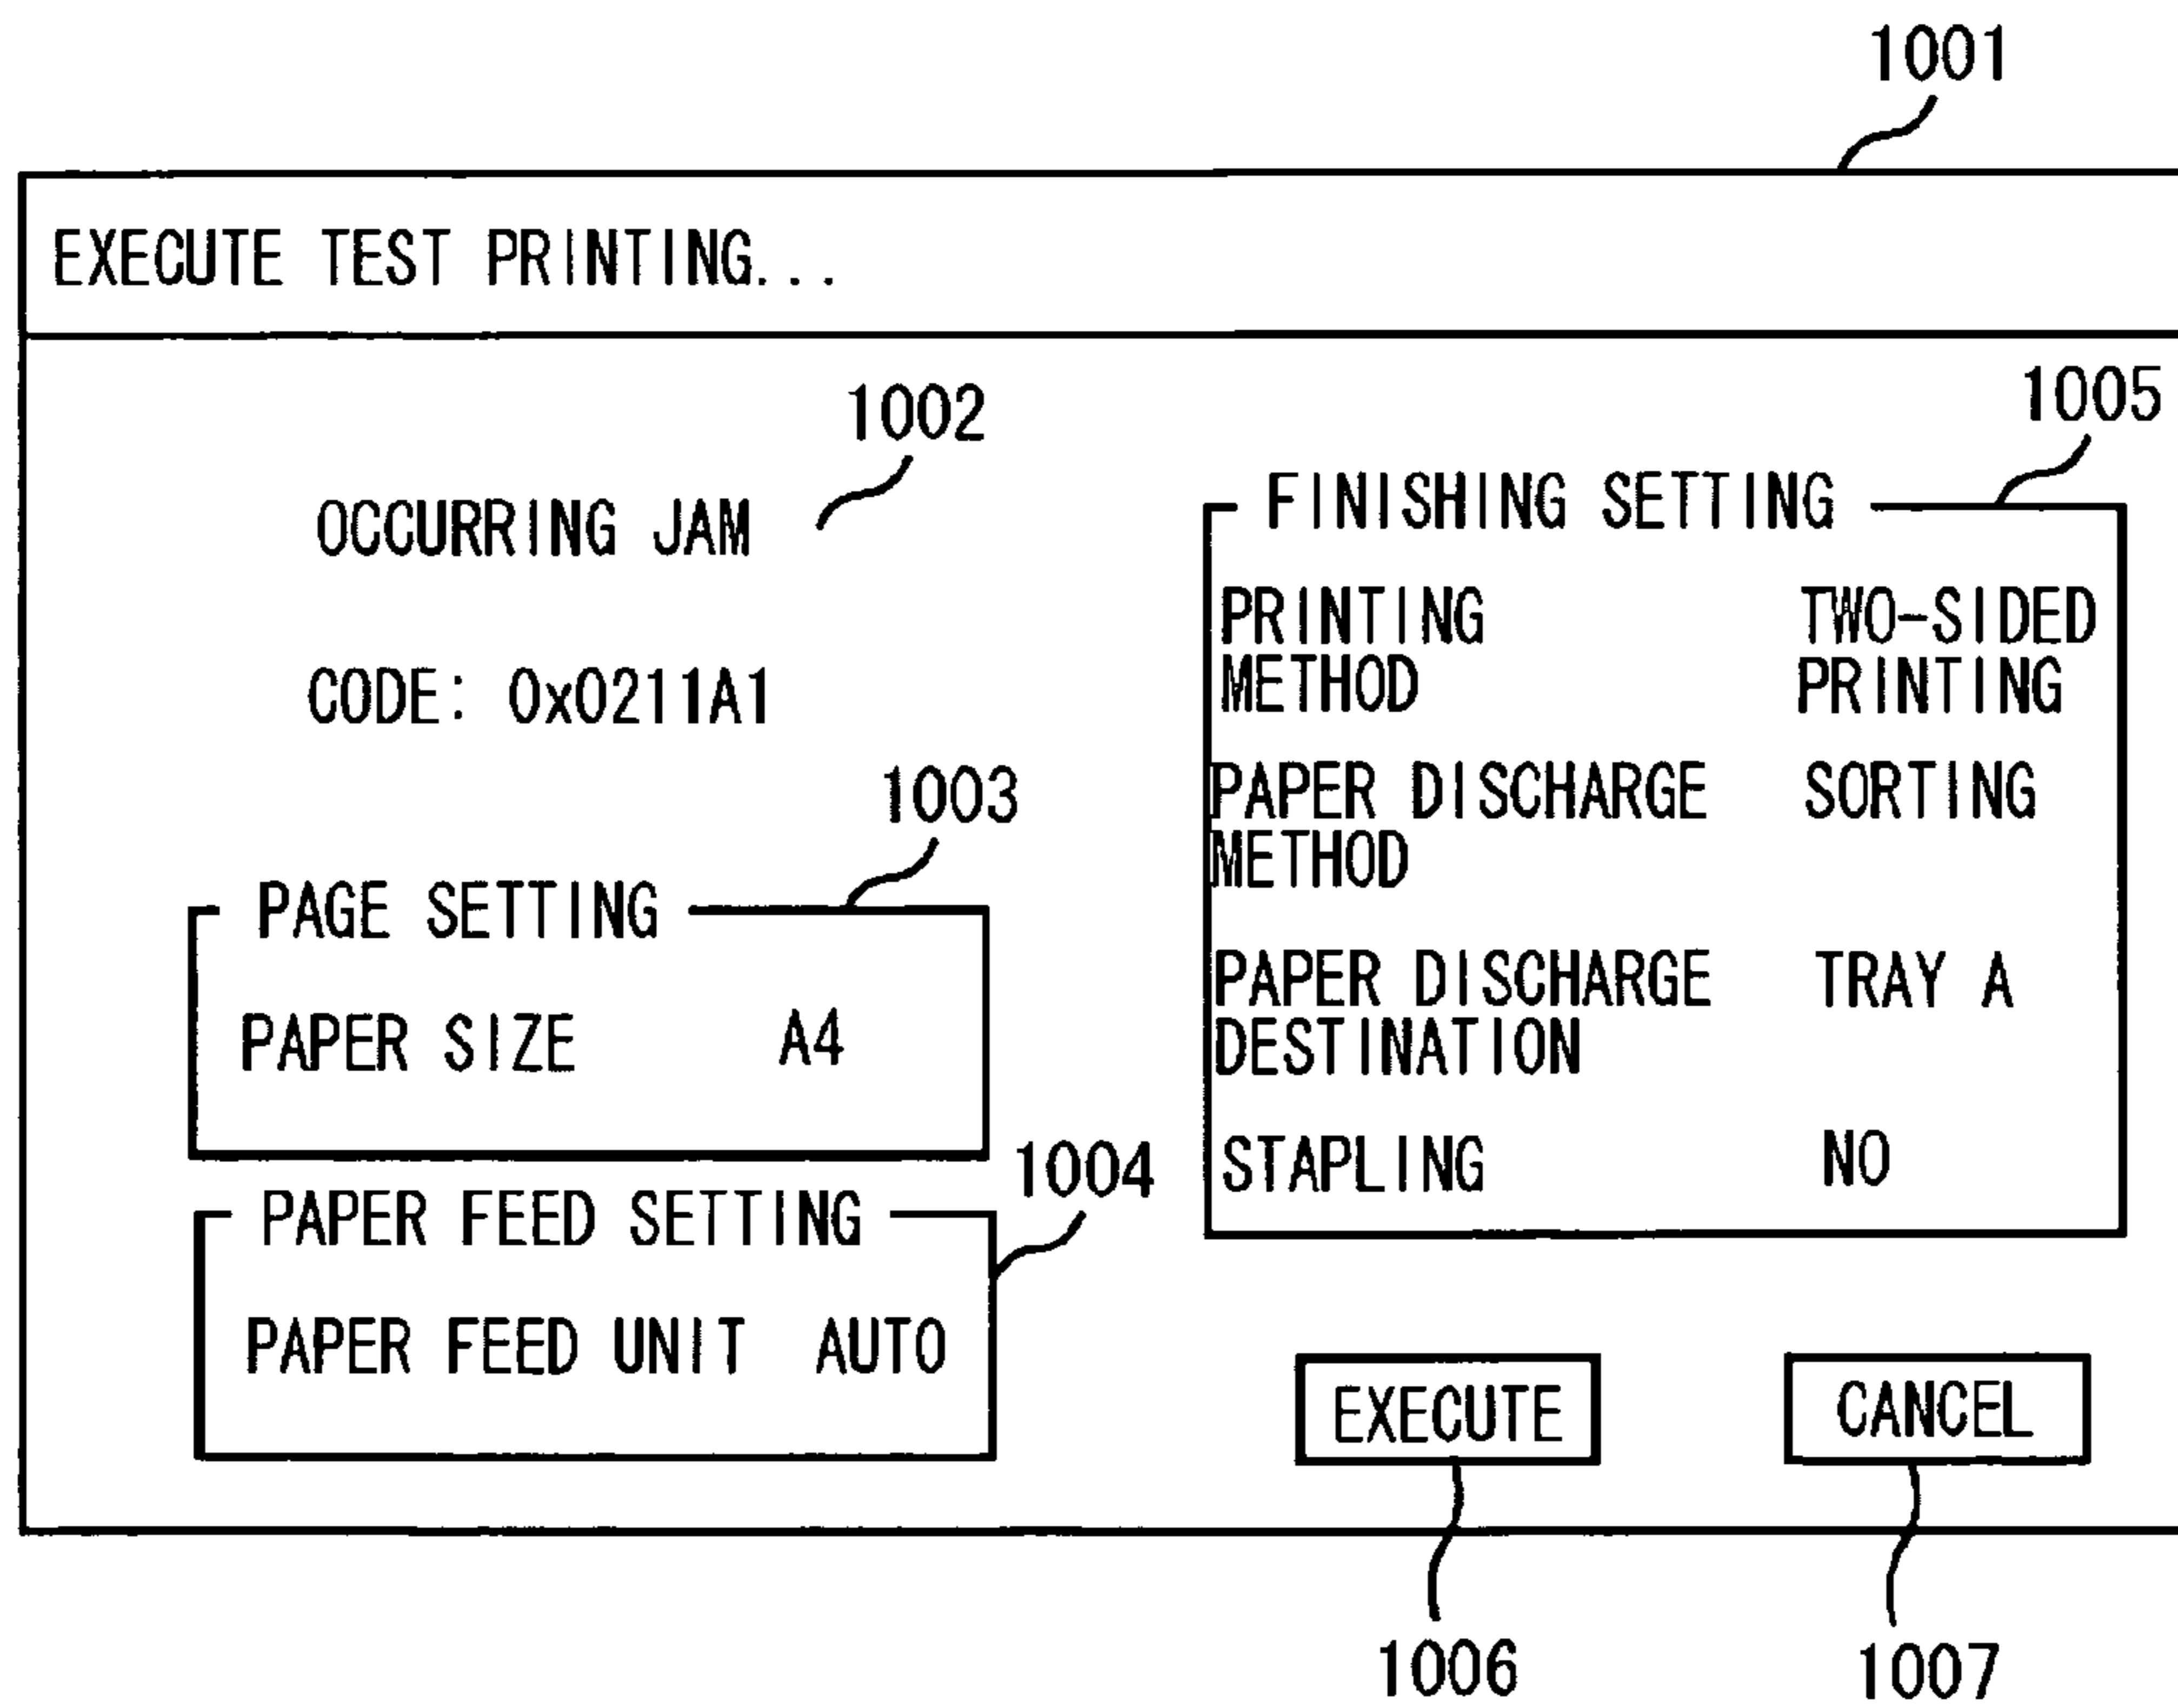 1001
EXECUTE TEST PRINTING...
1002
OCCURRING JAM
CODE: 0x0211A1
1003
PAGE SETTING
PAPER SIZE A4
1004
PAPER FEED SETTING
PAPER FEED UNIT AUTO
1005
FINISHING SETTING
PRINTING TWO-SIDED
METHOD PRINTING
PAPER DISCHARGE SORTING
METHOD
PAPER DISCHARGE TRAY A
DESTINATION
STAPLING NO
EXECUTE CANCEL
1006 1007